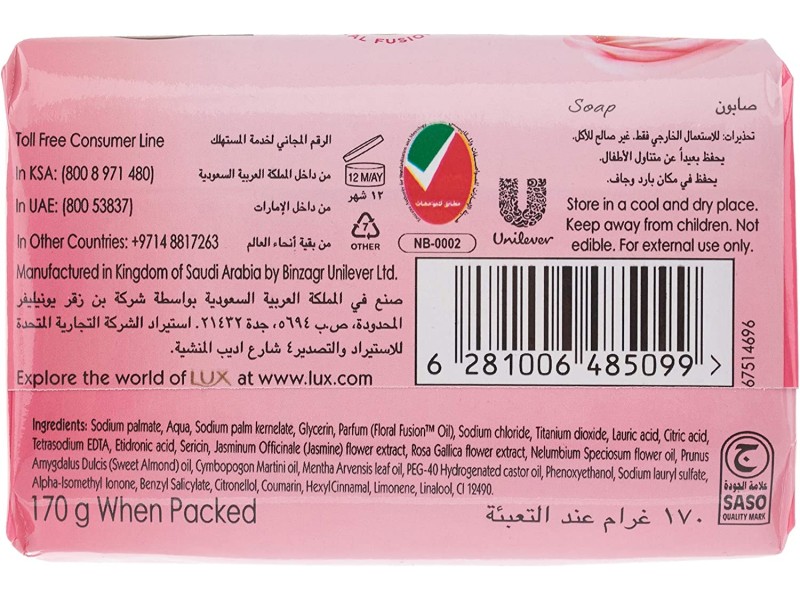 AL FUSIO
Soap صابون
تحذيرات: للاستعمال الخارجي فقط. غير صالح للأكل.
يحفظ بعيداً عن متناول الأطفال.
يحفظ في مكان بارد وجاف.
Store in a cool and dry place.
Keep away from children. Not
edible. For external use only.
Toll Free Consumer Line الرقم المجاني لخدمة المستهلك
In KSA: (800 8 971 480) من داخل المملكة العربية السعودية
In UAE: (800 53837) من داخل الإمارات
In Other Countries: +9714 8817263 من بقية أنحاء العالم
12 M/AY
١٢ شهر
7
OTHER
مطابق للمواصفات
NB-0002
Unilever
Manufactured in Kingdom of Saudi Arabia by Binzagr Unilever Ltd.
صنع في المملكة العربية السعودية بواسطة شركة بن زقر يونيليفر
المحدودة، ص.ب ٥٦٩٤، جدة ٢١٤٣٢. استيراد الشركة التجارية المتحدة
للاستيراد والتصدير ٤ شارع اديب المنشية.
Explore the world of LUX at www.lux.com
6 281006 485099 >
67514696
Ingredients: Sodium palmate, Aqua, Sodium palm kernelate, Glycerin, Parfum (Floral Fusion™ Oil), Sodium chloride, Titanium dioxide, Lauric acid, Citric acid,
Tetrasodium EDTA, Etidronic acid, Sericin, Jasminum Officinale (Jasmine) flower extract, Rosa Gallica flower extract, Nelumbium Speciosum flower oil, Prunus
Amygdalus Dulcis (Sweet Almond) oil, Cymbopogon Martini oil, Mentha Arvensis leaf oil, PEG-40 Hydrogenated castor oil, Phenoxyethanol, Sodium lauryl sulfate,
Alpha-Isomethyl Ionone, Benzyl Salicylate, Citronellol, Coumarin, Hexyl Cinnamal, Limonene, Linalool, CI 12490.
170 g When Packed ١٧٠ غرام عند التعبئة
علامة الجودة
SASO
QUALITY MARK